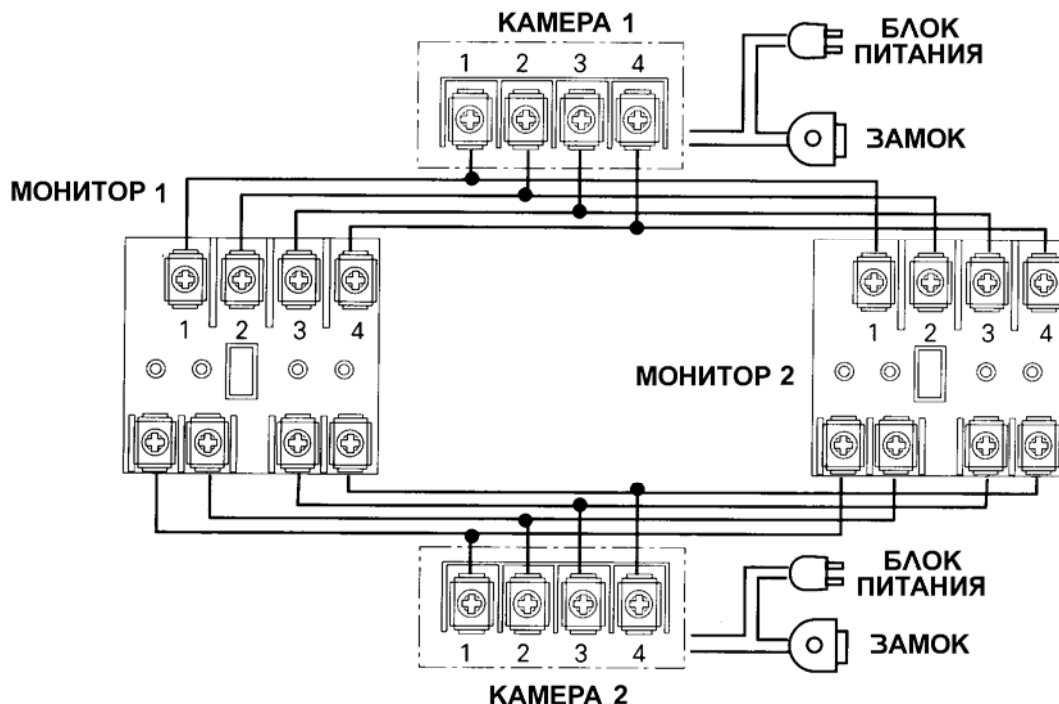 КАМЕРА 1
1 2 3 4
БЛОК
ПИТАНИЯ
ЗАМОК
МОНИТОР 1
1 2 3 4
1 2 3 4
МОНИТОР 2
1 2 3 4
БЛОК
ПИТАНИЯ
ЗАМОК
КАМЕРА 2